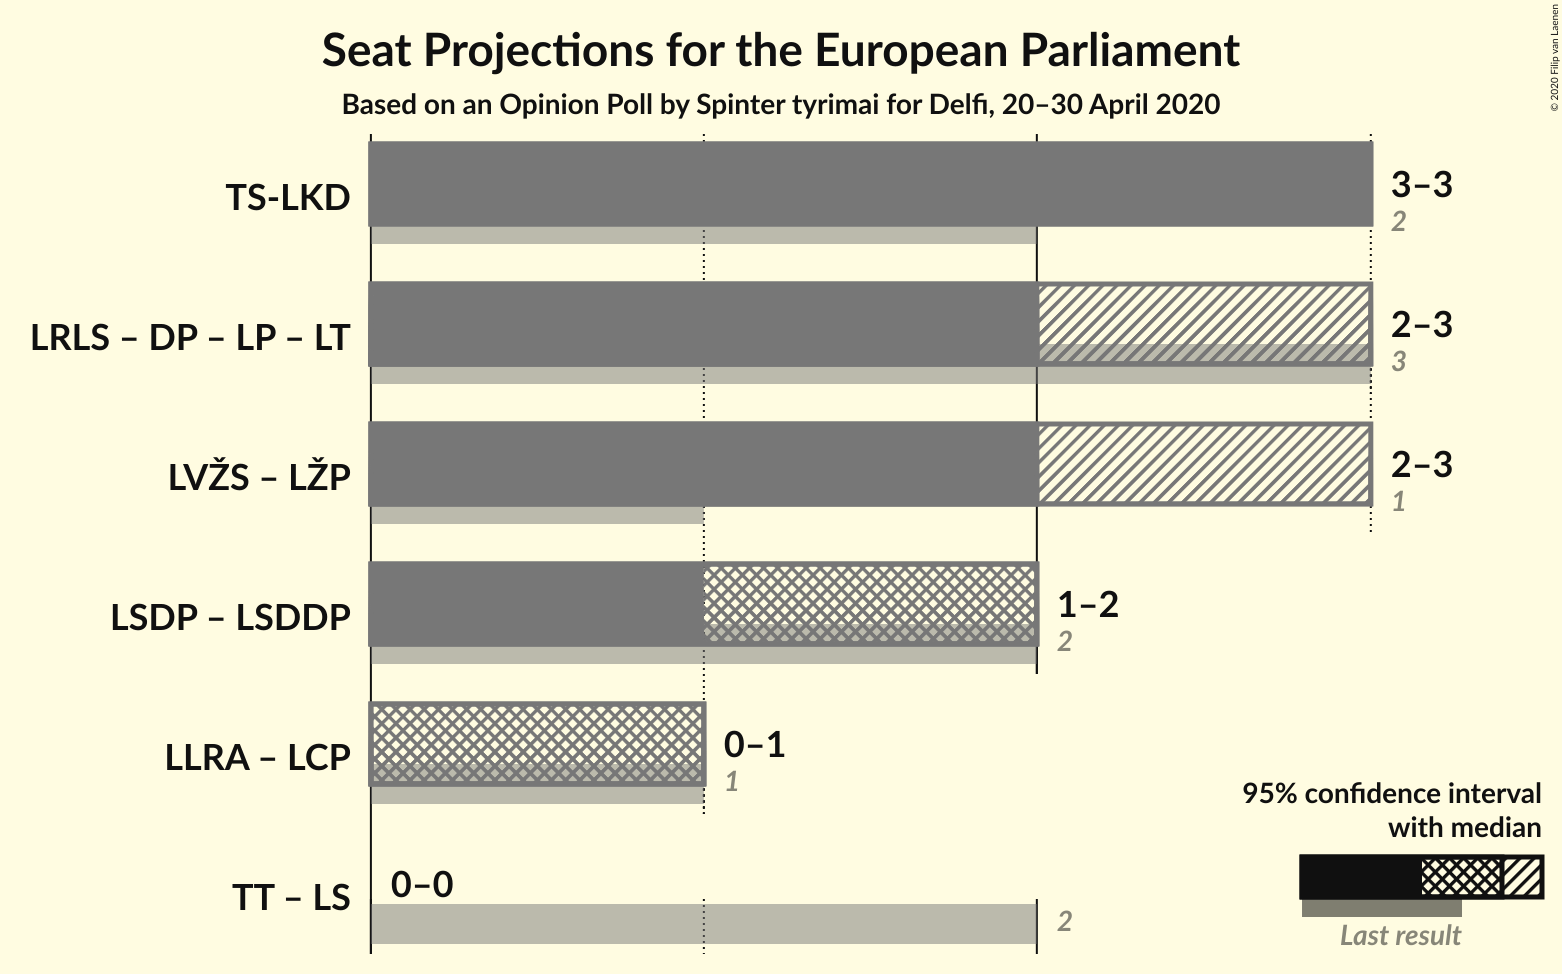 Seat Projections for the European Parliament
Based on an Opinion Poll by Spinter tyrimai for Delfi, 20–30 April 2020
© 2020 Filip van Laenen
TS-LKD
3–3
2
LRLS – DP – LP – LT
2–3
3
LVŽS – LŽP
2–3
1
LSDP – LSDDP
1–2
2
LLRA – LCP
0–1
1
TT – LS
0–0
2
95% confidence interval
with median
Last result